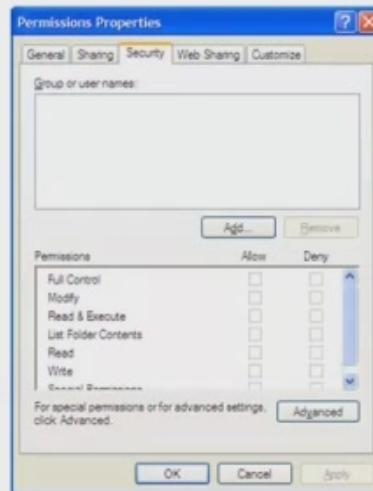 Permissions Properties
General Sharing Security Web Sharing Customize
Group or user names:
Add... Remove
Permissions Allow Deny
Full Control
Modify
Read & Execute
List Folder Contents
Read
Write
Special Permissions
For special permissions or for advanced settings, click Advanced.
Advanced
OK Cancel Apply